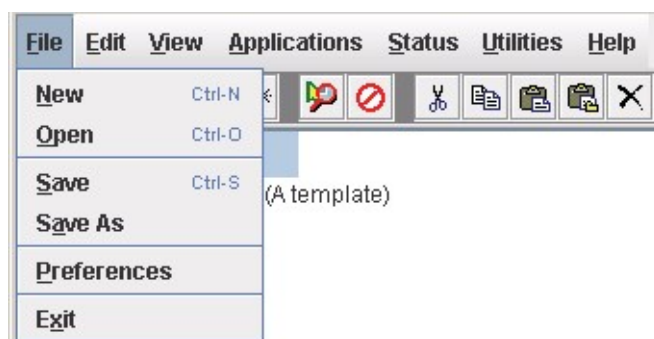 File Edit View Applications Status Utilities Help
New Ctrl-N
Open Ctrl-O
Save Ctrl-S
(A template)
Save As
Preferences
Exit